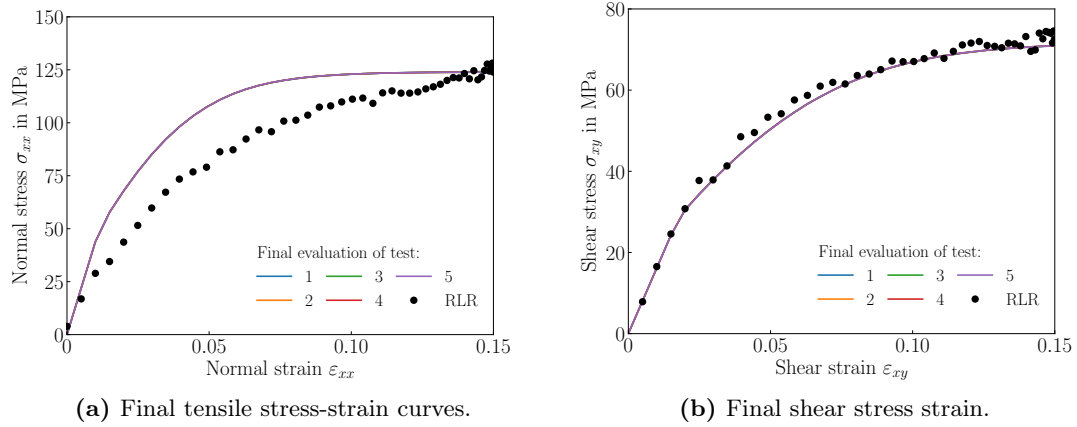 150
125
100
75
50
25
0
Normal stress σxx in MPa
0 0.05 0.10 0.15
Normal strain εxx
Final evaluation of test:
1 3 5
2 4 RLR
(a) Final tensile stress-strain curves.
80
60
40
20
0
Shear stress σxy in MPa
0 0.05 0.10 0.15
Shear strain εxy
Final evaluation of test:
1 3 5
2 4 RLR
(b) Final shear stress strain.